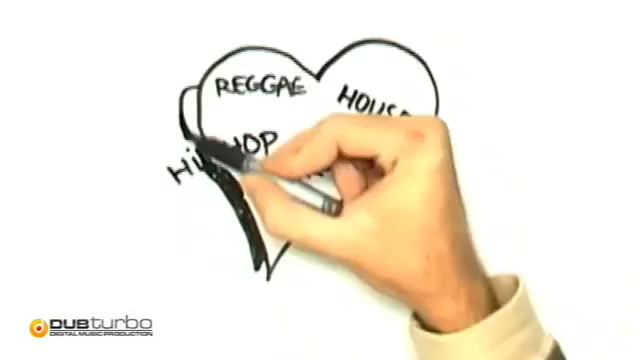 REGGAE
HOUSE
HOP
DUBturbo
DIGITAL MUSIC PRODUCTION